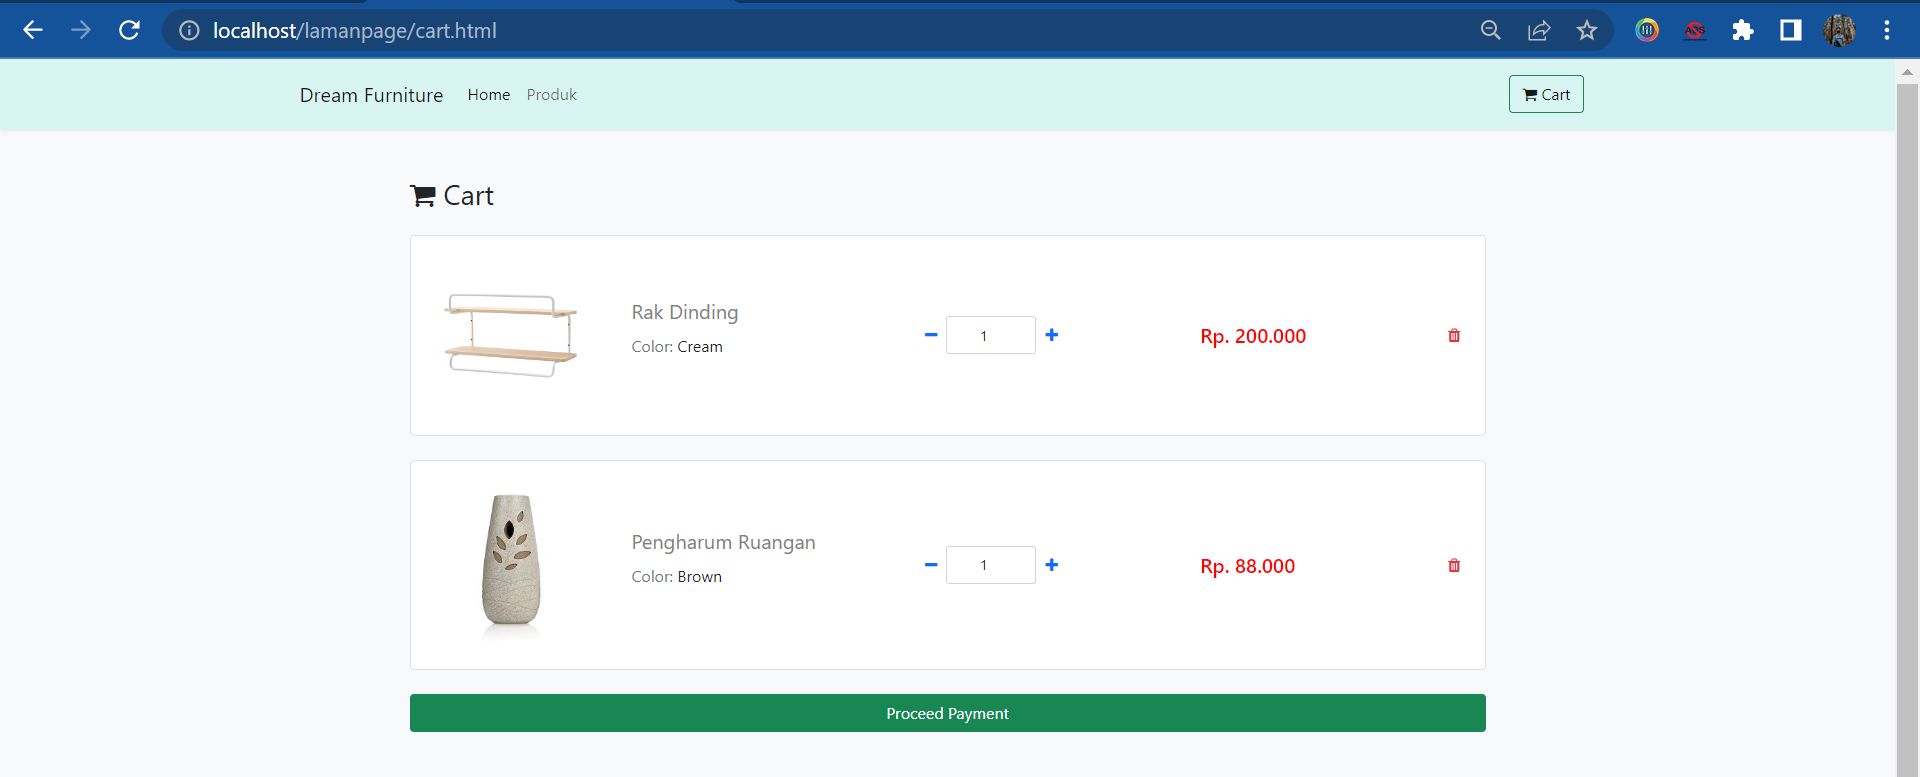 localhost/lamanpage/cart.html
ADS
Dream Furniture Home Produk Cart
Cart
Rak Dinding
Color: Cream
1
Rp. 200.000
Pengharum Ruangan
Color: Brown
1
Rp. 88.000
Proceed Payment